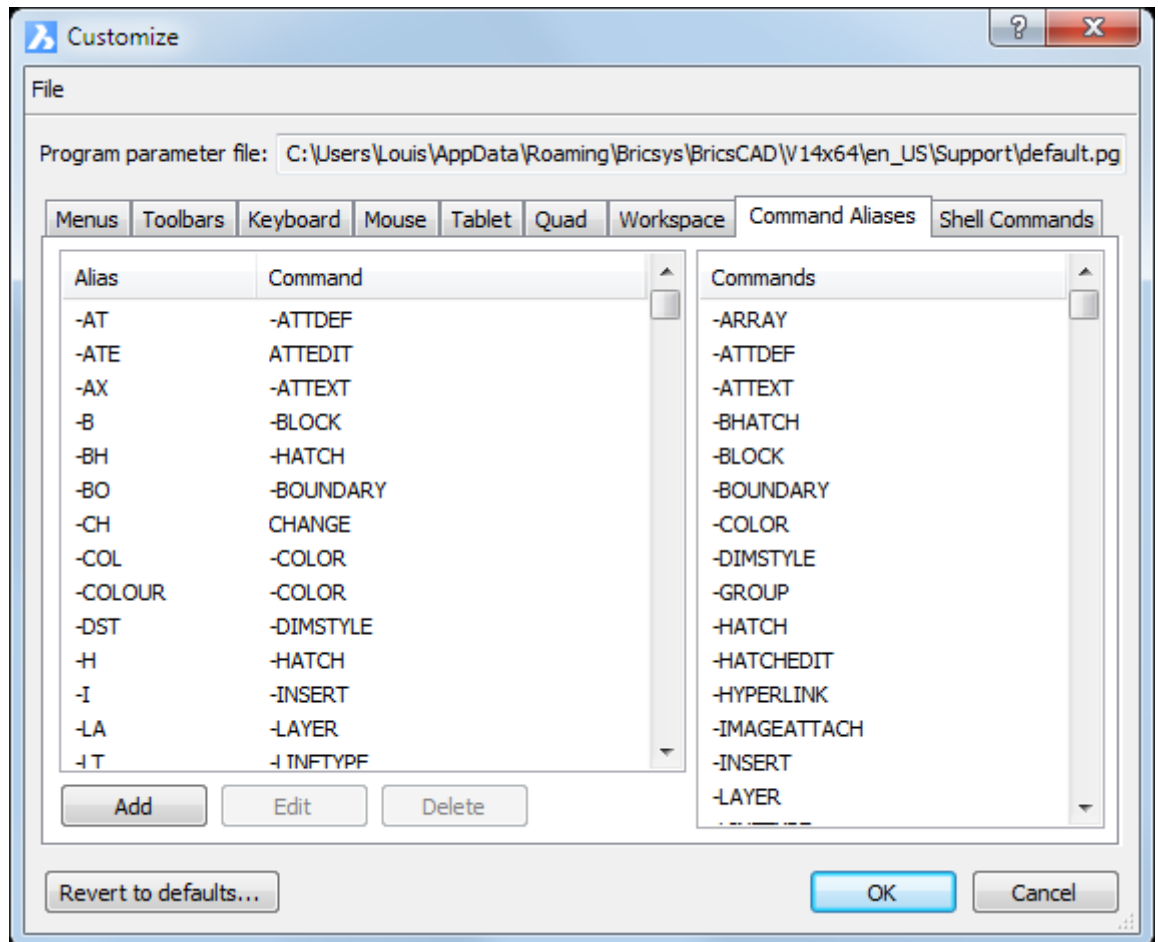 Customize
File
Program parameter file: C:\Users\Louis\AppData\Roaming\Bricsys\BricsCAD\V14x64\en_US\Support\default.pg
Menus Toolbars Keyboard Mouse Tablet Quad Workspace Command Aliases Shell Commands
Alias Command
-AT -ATTDEF
-ATE ATTEDIT
-AX -ATTEXT
-B -BLOCK
-BH -HATCH
-BO -BOUNDARY
-CH CHANGE
-COL -COLOR
-COLOUR -COLOR
-DST -DIMSTYLE
-H -HATCH
-I -INSERT
-LA -LAYER
-LT -LINETYPE
Commands
-ARRAY
-ATTDEF
-ATTEXT
-BHATCH
-BLOCK
-BOUNDARY
-COLOR
-DIMSTYLE
-GROUP
-HATCH
-HATCHEDIT
-HYPERLINK
-IMAGEATTACH
-INSERT
-LAYER
Add Edit Delete
Revert to defaults... OK Cancel